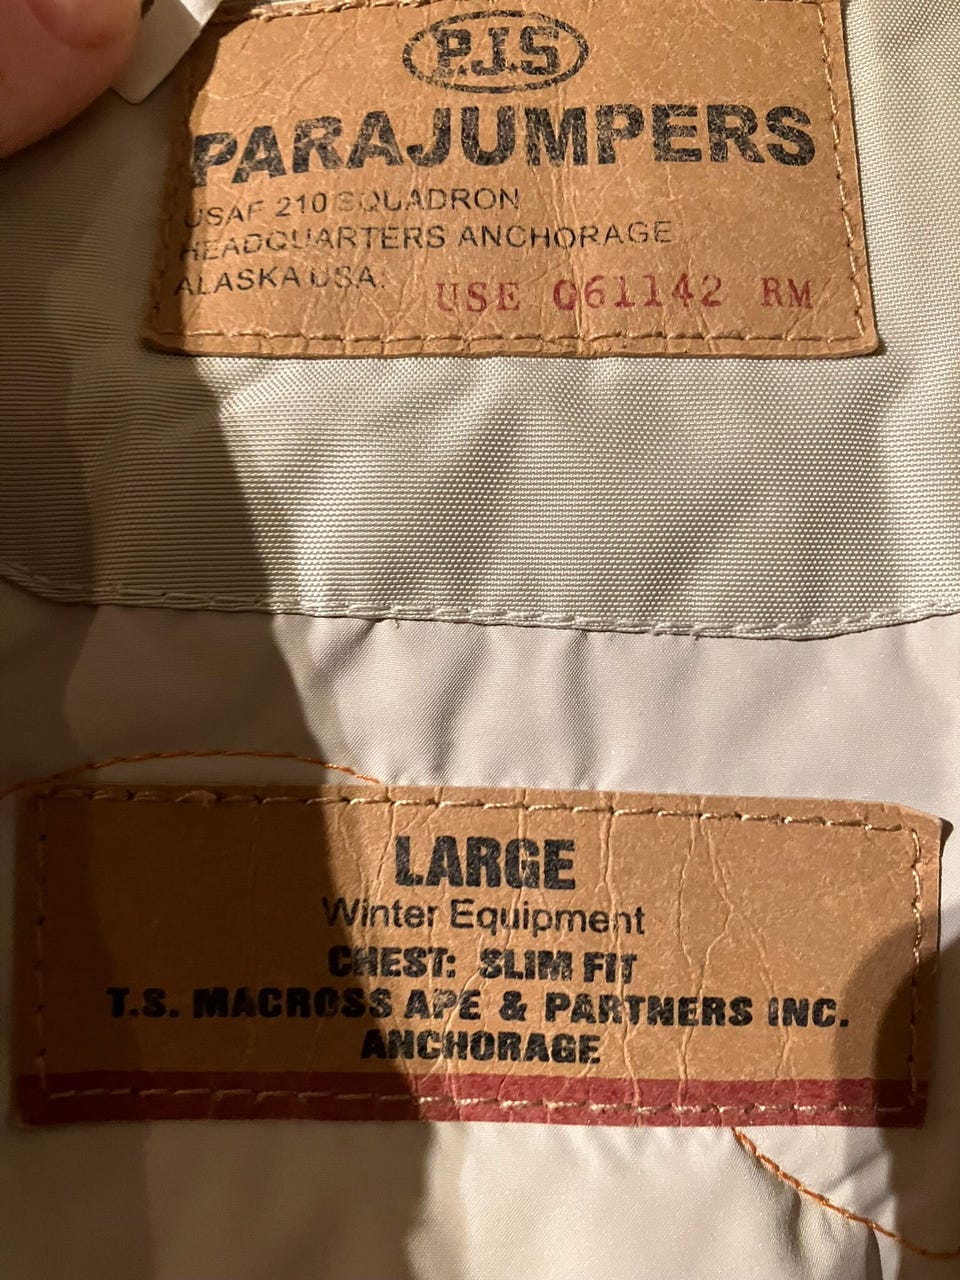 P.J.S
PARAJUMPERS
USAF 210 SQUADRON
HEADQUARTERS ANCHORAGE
ALASKA USA.
USE 061142 RM
LARGE
Winter Equipment
CHEST: SLIM FIT
T.S. MACROSS APE & PARTNERS INC.
ANCHORAGE